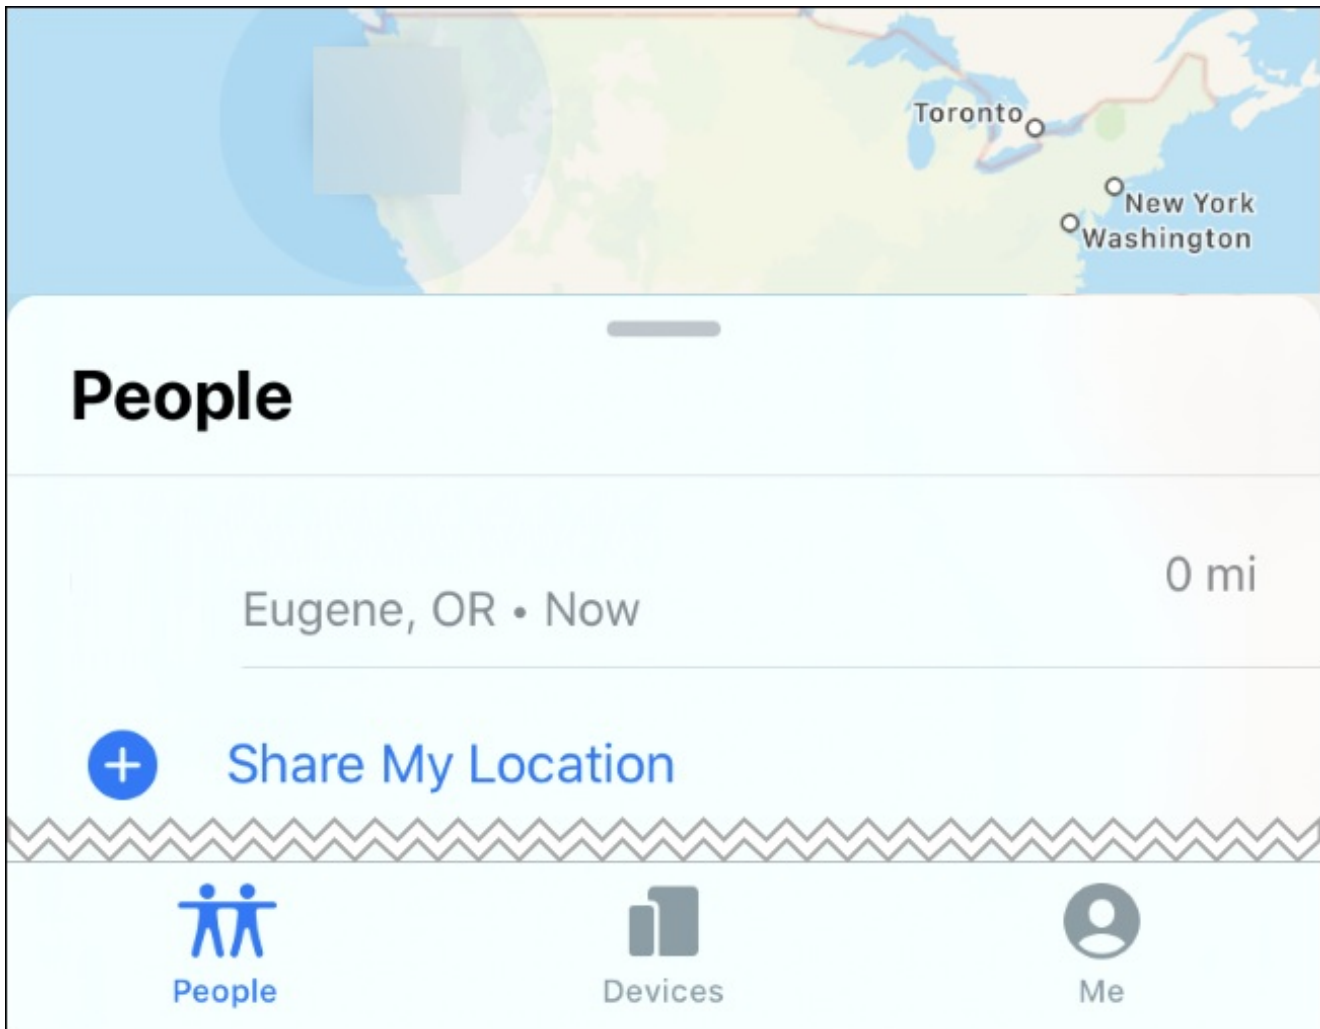 Toronto
New York
Washington
People
0 mi
Eugene, OR • Now
Share My Location
People
Devices
Me